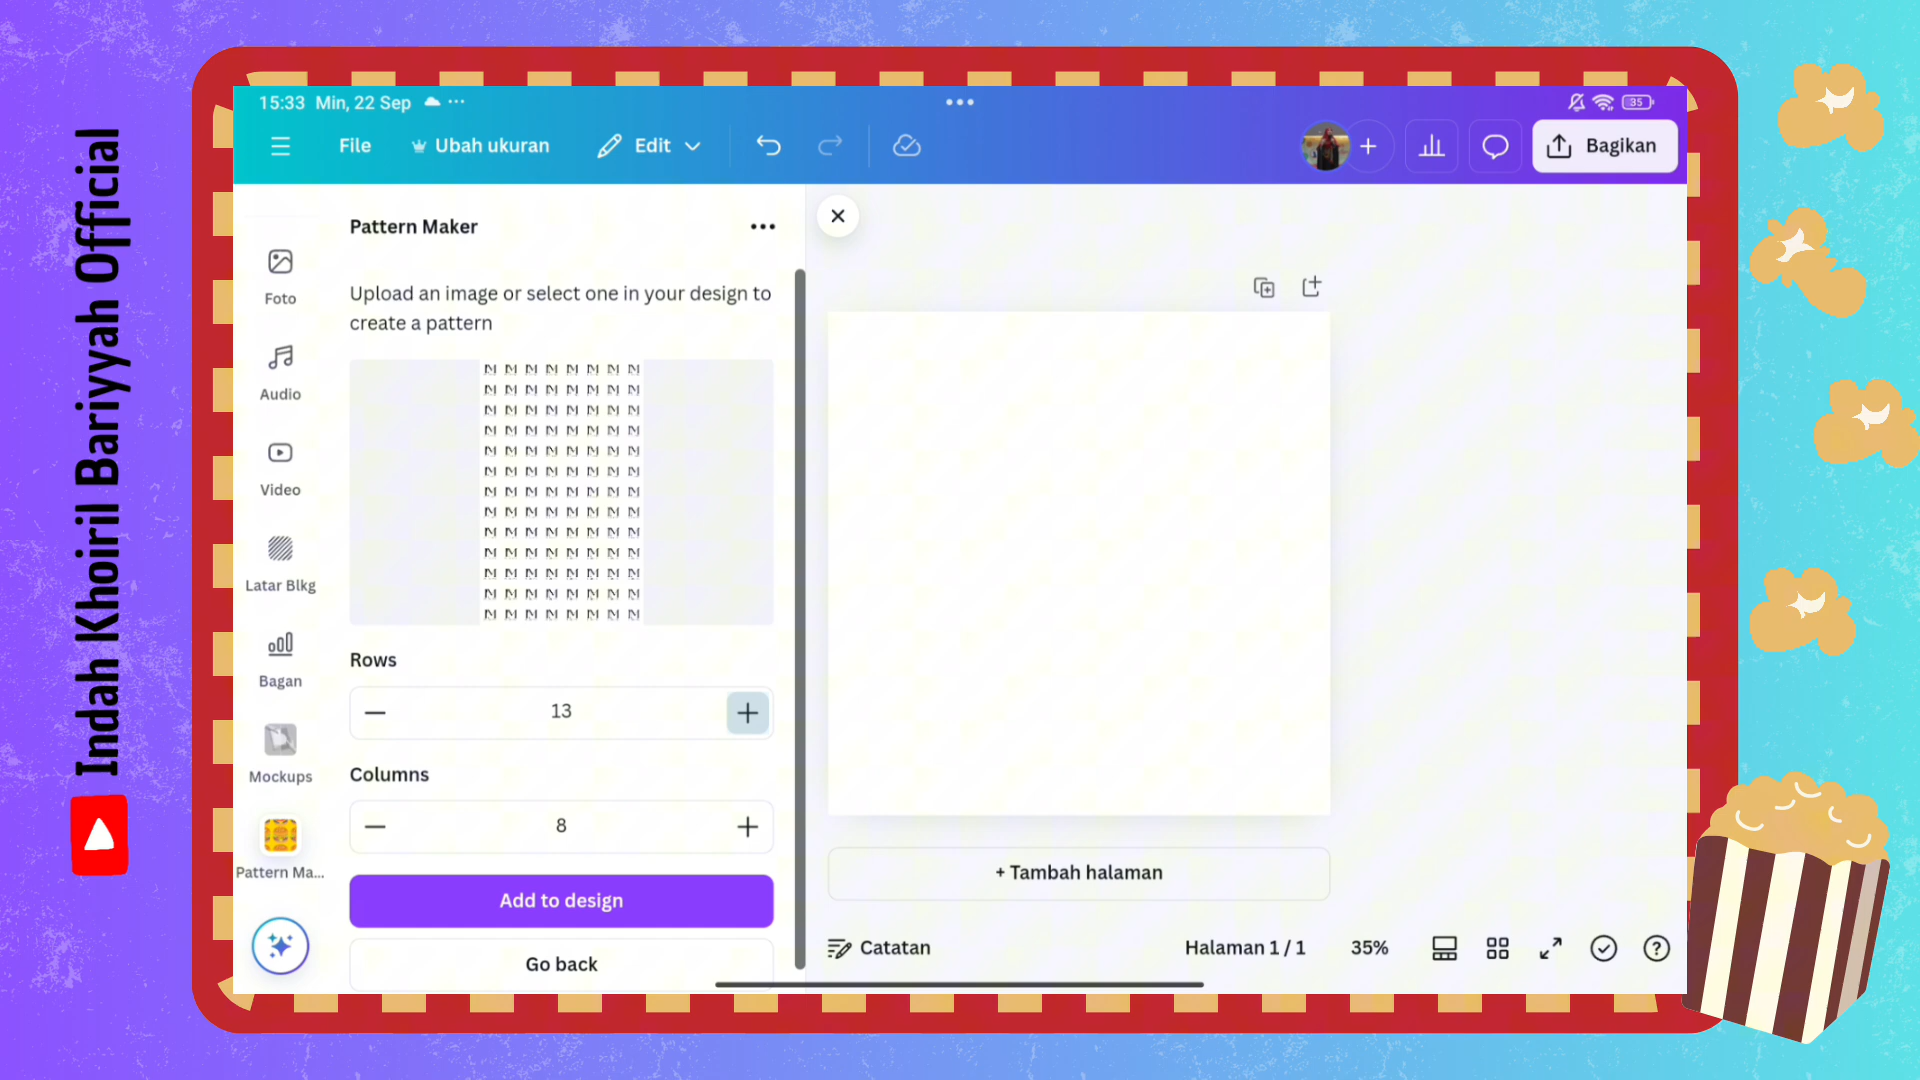 Indah Khoiril Bariyyah Official
15:33 Min, 22 Sep
35
File
Ubah ukuran
Edit
Bagikan
Foto
Audio
Video
Latar Blkg
Bagan
Mockups
Pattern Ma...
Pattern Maker
Upload an image or select one in your design to
create a pattern
N N N N N N N N
N N N N N N N N
N N N N N N N N
N N N N N N N N
N N N N N N N N
N N N N N N N N
N N N N N N N N
N N N N N N N N
N N N N N N N N
N N N N N N N N
N N N N N N N N
N N N N N N N N
N N N N N N N N
Rows
13
Columns
8
Add to design
Go back
+ Tambah halaman
Catatan
Halaman 1 / 1
35%